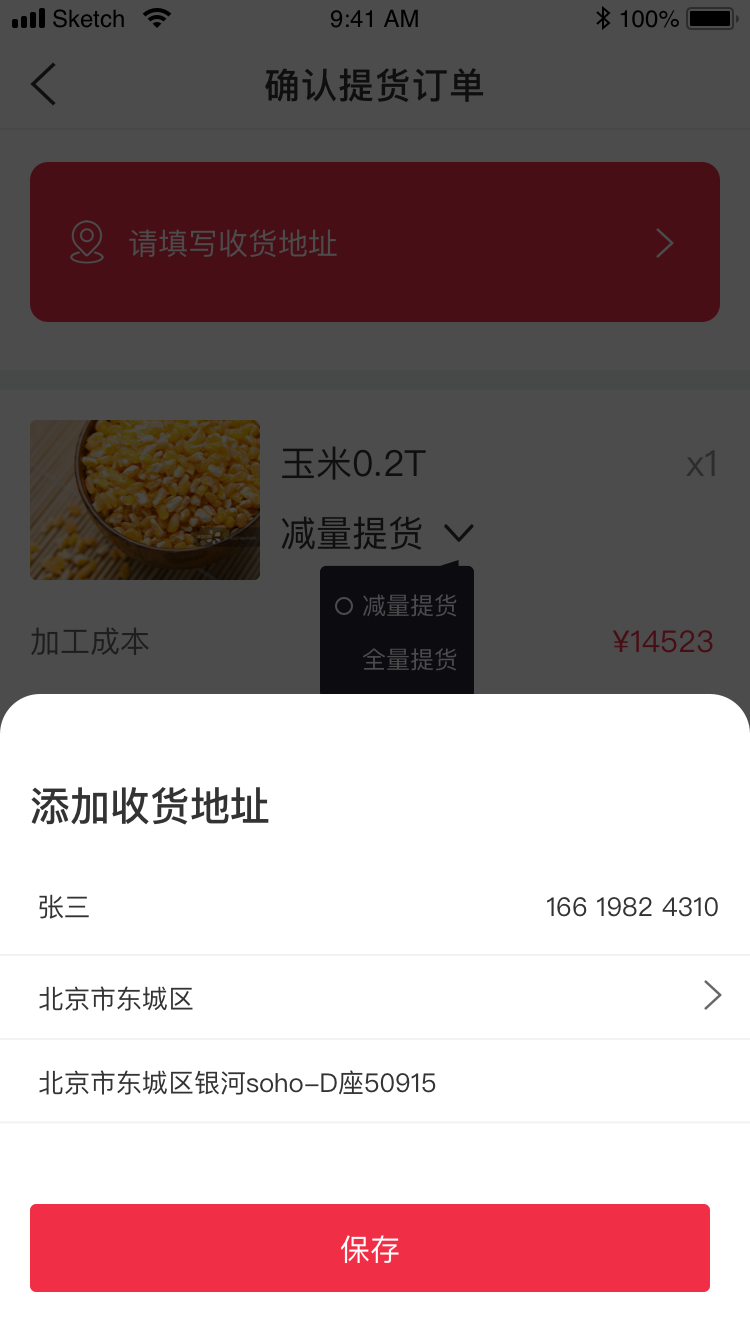 Sketch 9:41 AM 100%
确认提货订单
请填写收货地址
玉米0.2T x1
减量提货
减量提货
全量提货
加工成本 ¥14523
添加收货地址
张三 166 1982 4310
北京市东城区
北京市东城区银河soho-D座50915
保存